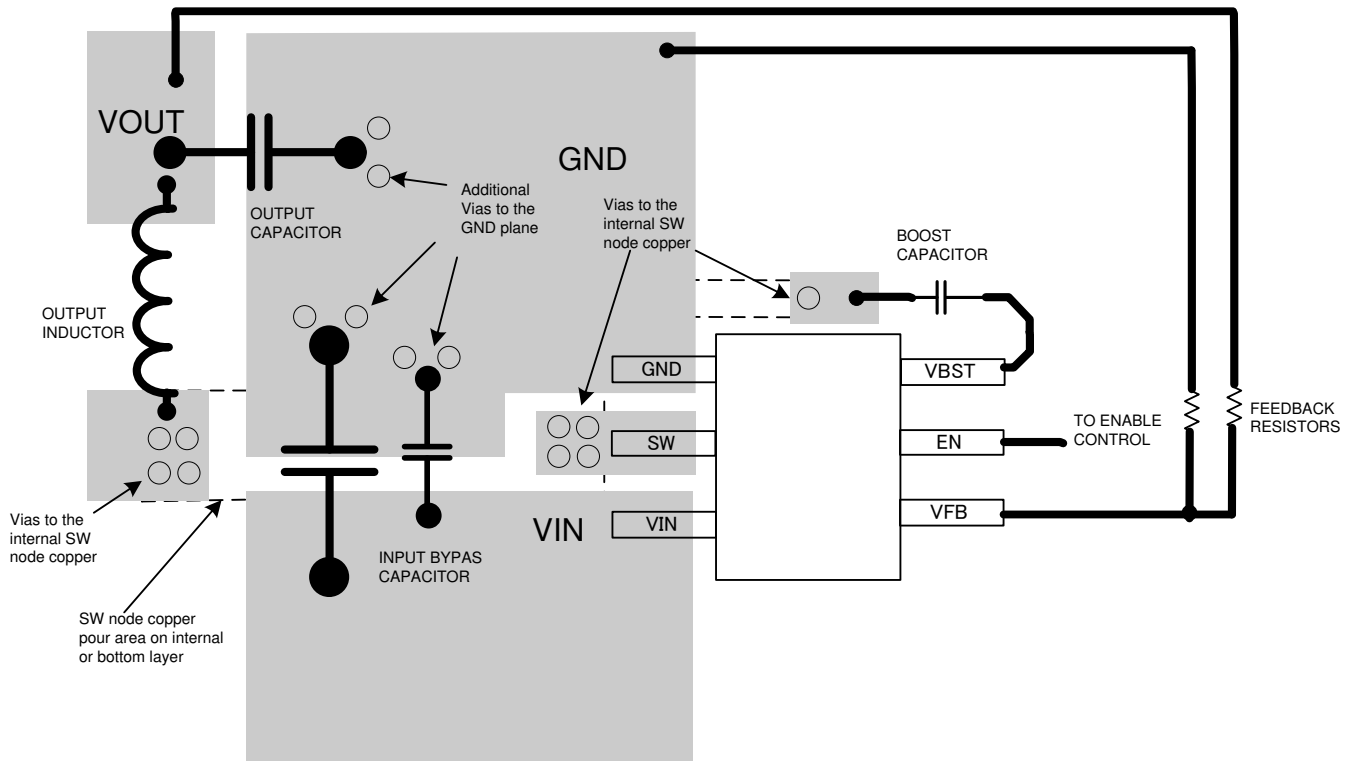 VOUT
GND
OUTPUT
CAPACITOR
Additional
Vias to the
GND plane
Vias to the
internal SW
node copper
BOOST
CAPACITOR
OUTPUT
INDUCTOR
GND
VBST
SW
EN
TO ENABLE
CONTROL
FEEDBACK
RESISTORS
VIN
VIN
VFB
Vias to the
internal SW
node copper
INPUT BYPAS
CAPACITOR
SW node copper
pour area on internal
or bottom layer